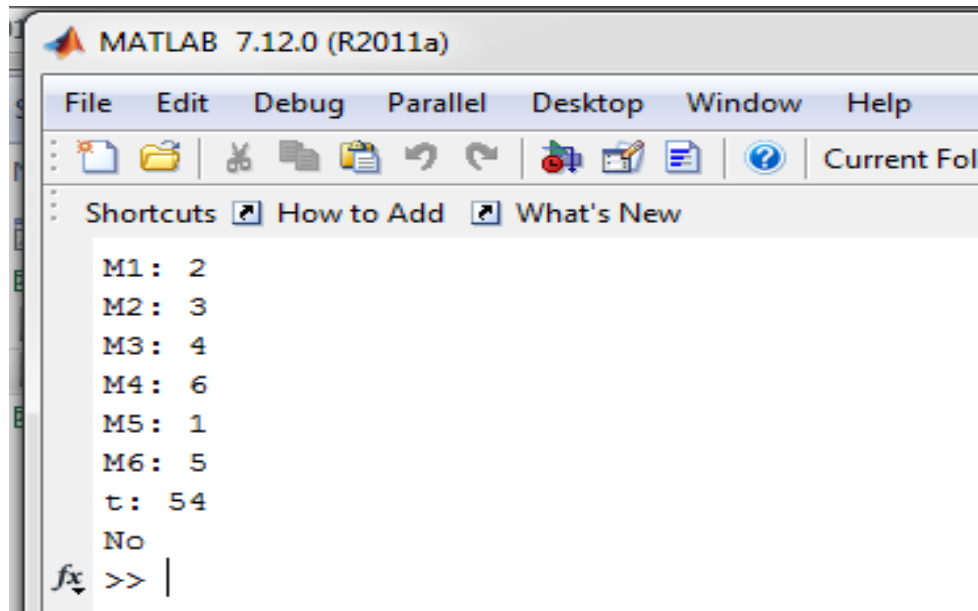 MATLAB 7.12.0 (R2011a)
File Edit Debug Parallel Desktop Window Help
Current Fol
Shortcuts How to Add What's New
M1: 2
M2: 3
M3: 4
M4: 6
M5: 1
M6: 5
t: 54
No
fx >>